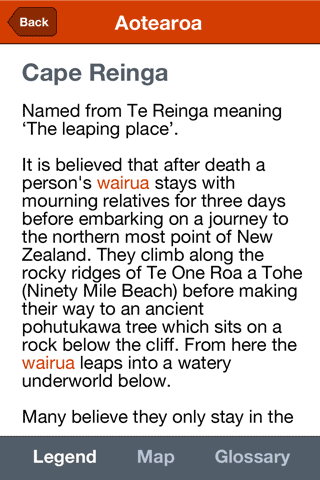 Back
Aotearoa
Cape Reinga
Named from Te Reinga meaning
‘The leaping place’.
It is believed that after death a
person's wairua stays with
mourning relatives for three days
before embarking on a journey to
the northern most point of New
Zealand. They climb along the
rocky ridges of Te One Roa a Tohe
(Ninety Mile Beach) before making
their way to an ancient
pohutukawa tree which sits on a
rock below the cliff. From here the
wairua leaps into a watery
underworld below.
Many believe they only stay in the
Legend Map Glossary